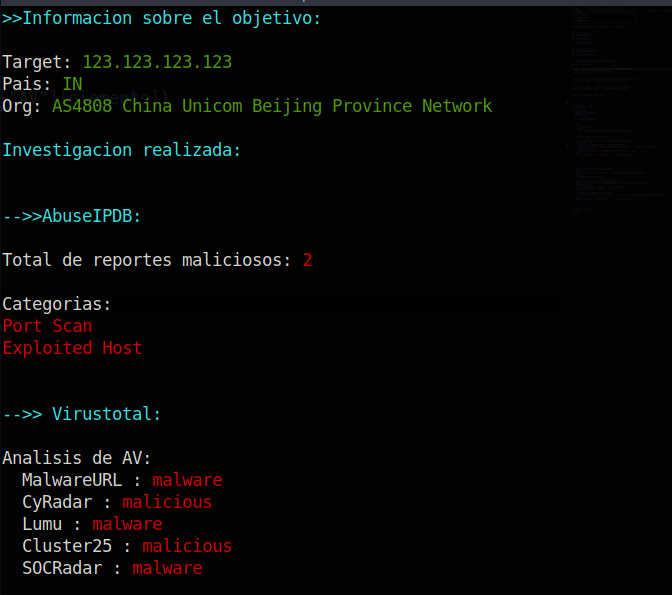 >>Informacion sobre el objetivo:
Target: 123.123.123.123
Pais: IN
Org: AS4808 China Unicom Beijing Province Network
Investigacion realizada:
-->>AbuseIPDB:
Total de reportes maliciosos: 2
Categorias:
Port Scan
Exploited Host
-->> Virustotal:
Analisis de AV:
MalwareURL : malware
CyRadar : malicious
Lumu : malware
Cluster25 : malicious
SOCRadar : malware